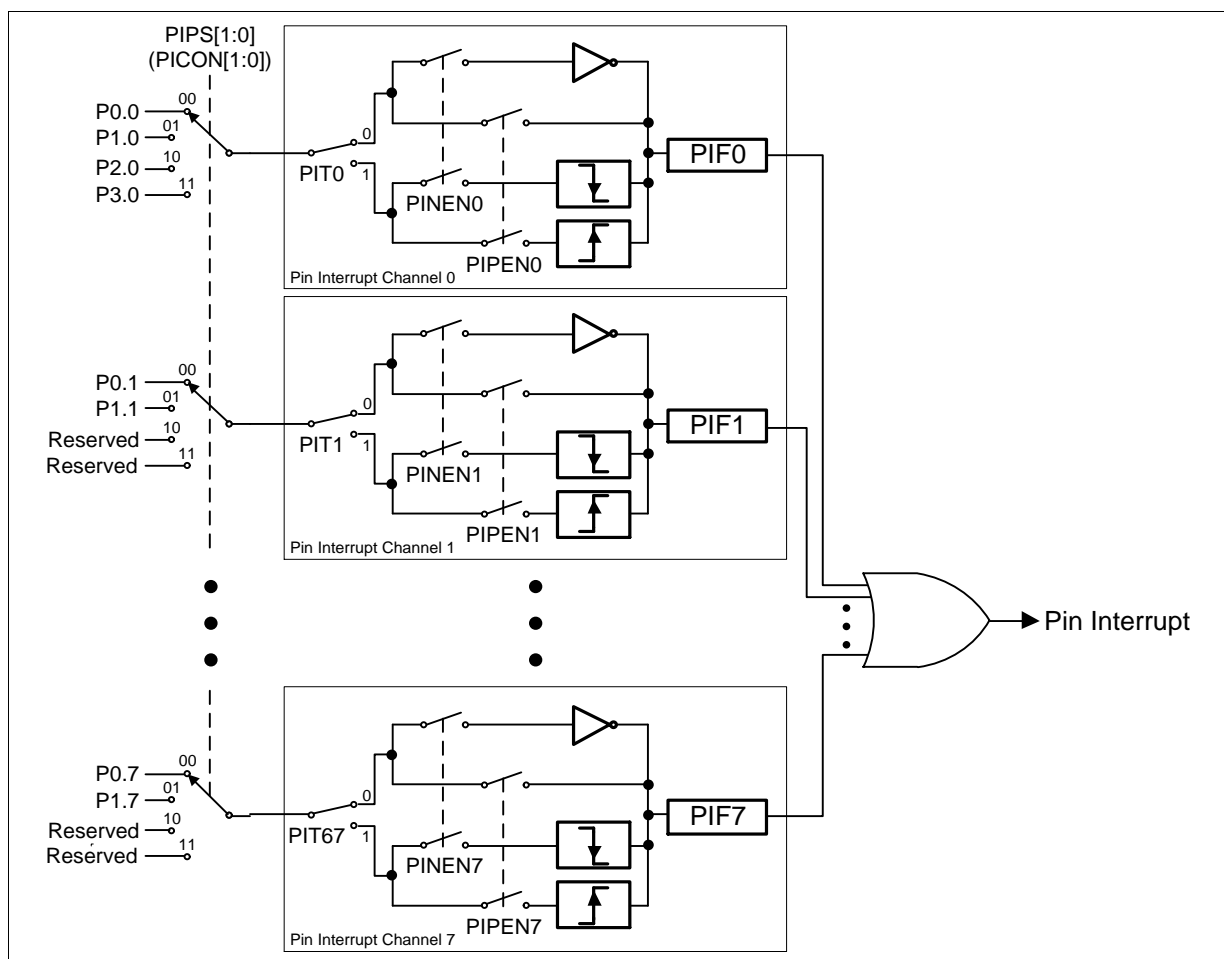 PIPS[1:0]
(PICON[1:0])
P0.0
00
P1.0
01
P2.0
10
P3.0
11
PIT0
0
1
PINEN0
PIPEN0
PIF0
Pin Interrupt Channel 0
P0.1
00
P1.1
01
Reserved
10
Reserved
11
PIT1
0
1
PINEN1
PIPEN1
PIF1
Pin Interrupt Channel 1
Pin Interrupt
P0.7
00
P1.7
01
Reserved
10
Reserved
11
PIT67
0
1
PINEN7
PIPEN7
PIF7
Pin Interrupt Channel 7